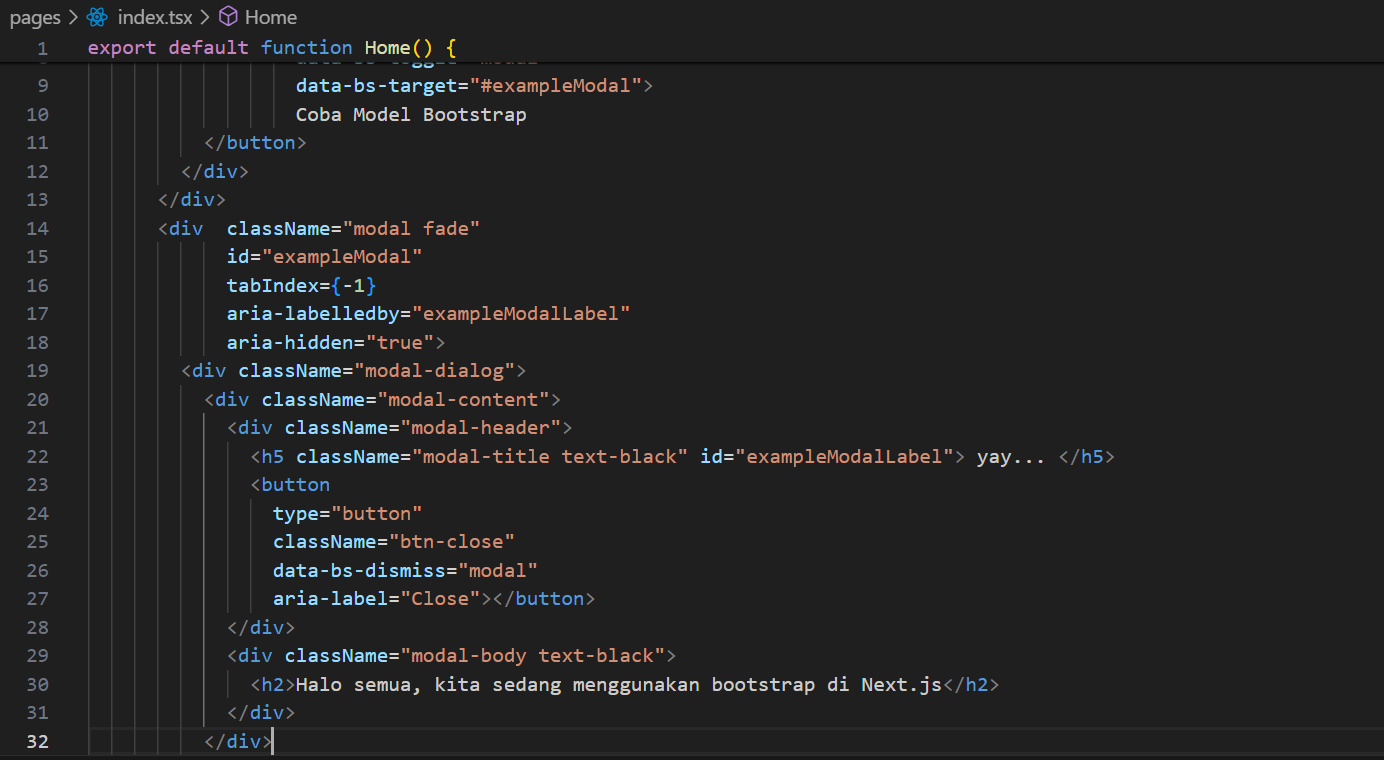 pages > index.tsx > Home
1 export default function Home() {
9 data-bs-target="#exampleModal">
10 Coba Model Bootstrap
11 </button>
12 </div>
13 </div>
14 <div className="modal fade"
15 id="exampleModal"
16 tabIndex={-1}
17 aria-labelledby="exampleModalLabel"
18 aria-hidden="true">
19 <div className="modal-dialog">
20 <div className="modal-content">
21 <div className="modal-header">
22 <h5 className="modal-title text-black" id="exampleModalLabel"> yay... </h5>
23 <button
24 type="button"
25 className="btn-close"
26 data-bs-dismiss="modal"
27 aria-label="Close"></button>
28 </div>
29 <div className="modal-body text-black">
30 <h2>Halo semua, kita sedang menggunakan bootstrap di Next.js</h2>
31 </div>
32 </div>